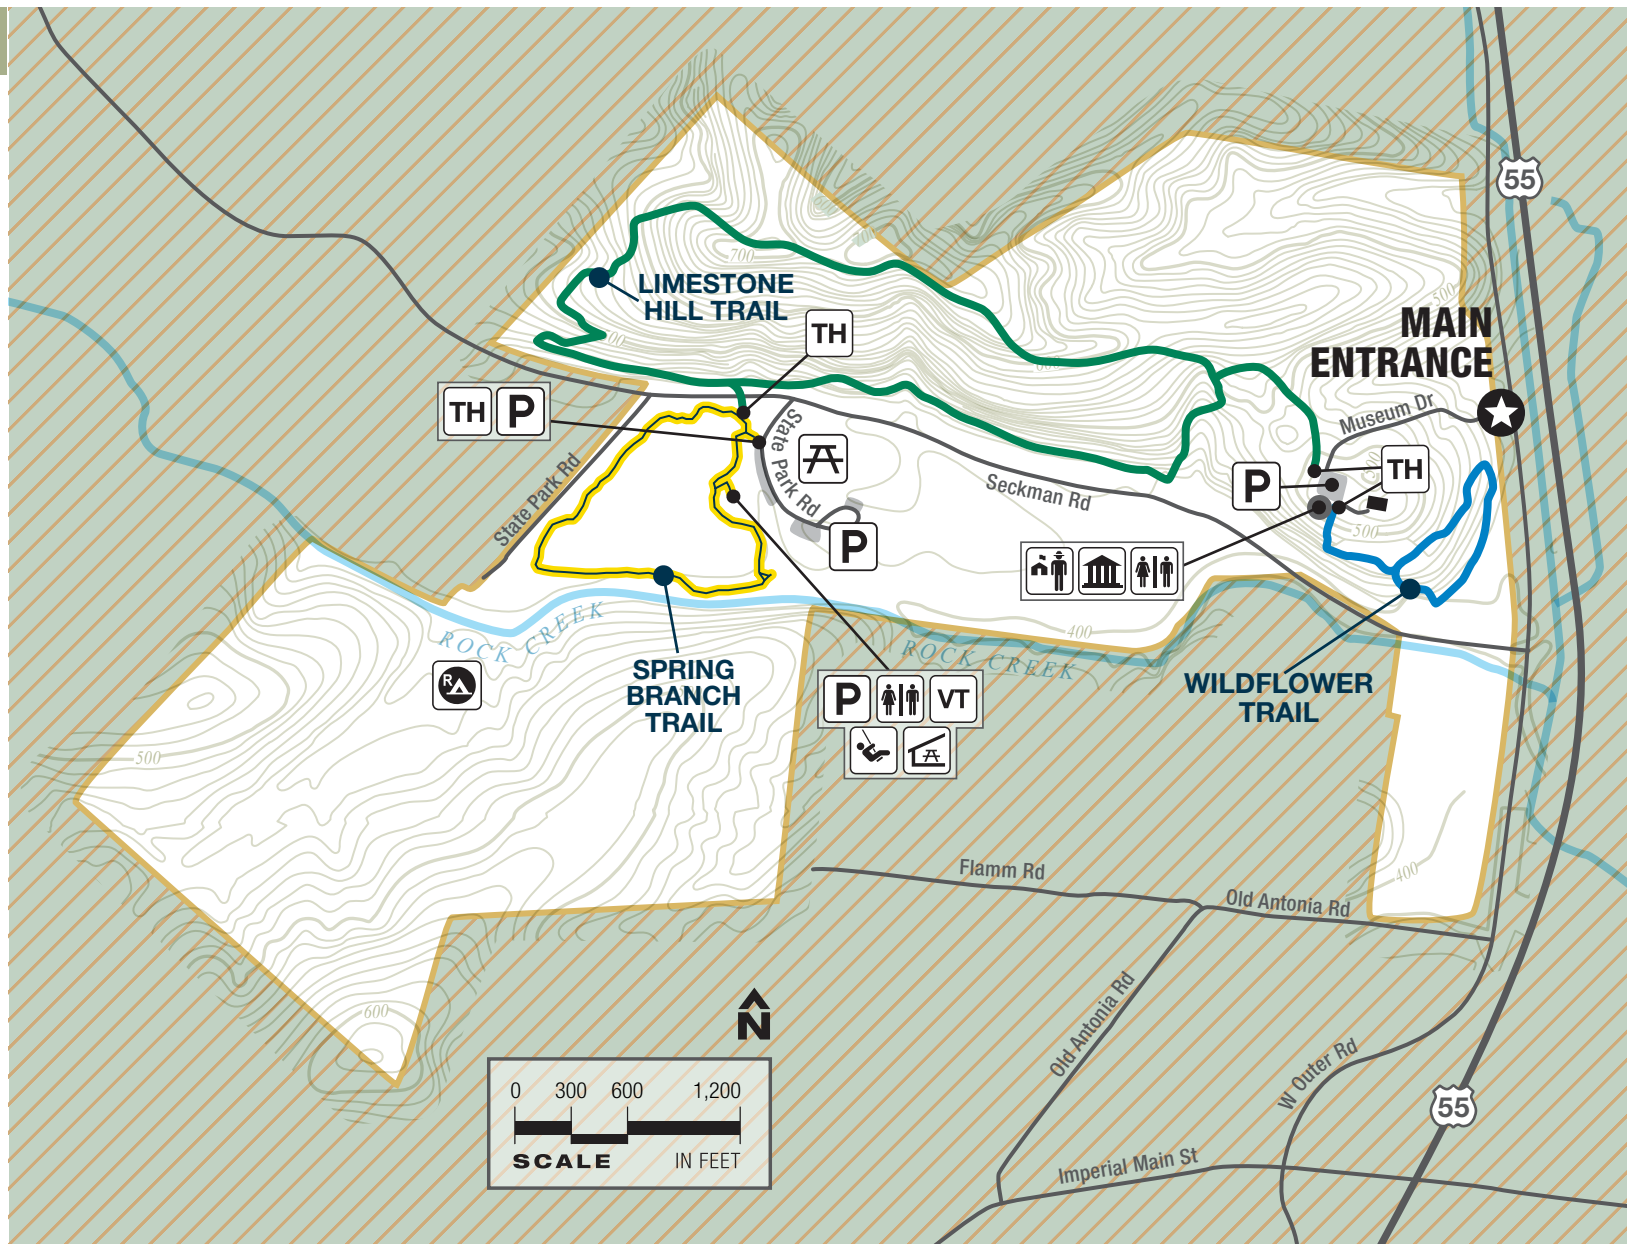 55
700
LIMESTONE
HILL TRAIL
500
MAIN
ENTRANCE
TH
600
TH P
State Park Rd
Museum Dr
TH
P
Seckman Rd
State Park Rd
500
P
ROCK CREEK
400
ROCK CREEK
R
SPRING
BRANCH
TRAIL
P VT
WILDFLOWER
TRAIL
500
Flamm Rd
400
Old Antonia Rd
Old Antonia Rd
600
N
W Outer Rd
0 300 600 1,200
SCALE IN FEET
55
Imperial Main St